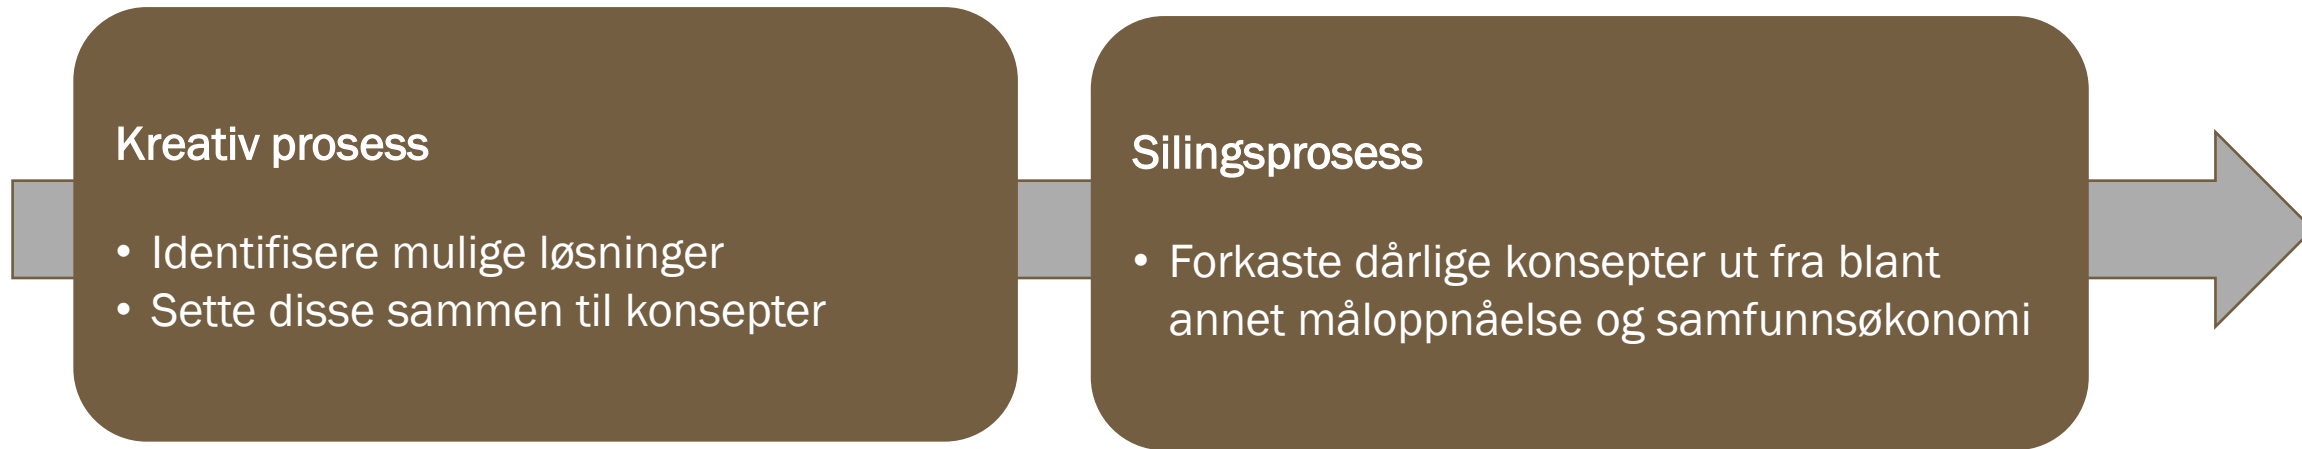 Kreativ prosess
• Identifisere mulige løsninger
• Sette disse sammen til konsepter
Silingsprosess
• Forkaste dårlige konsepter ut fra blant
annet måloppnåelse og samfunnsøkonomi